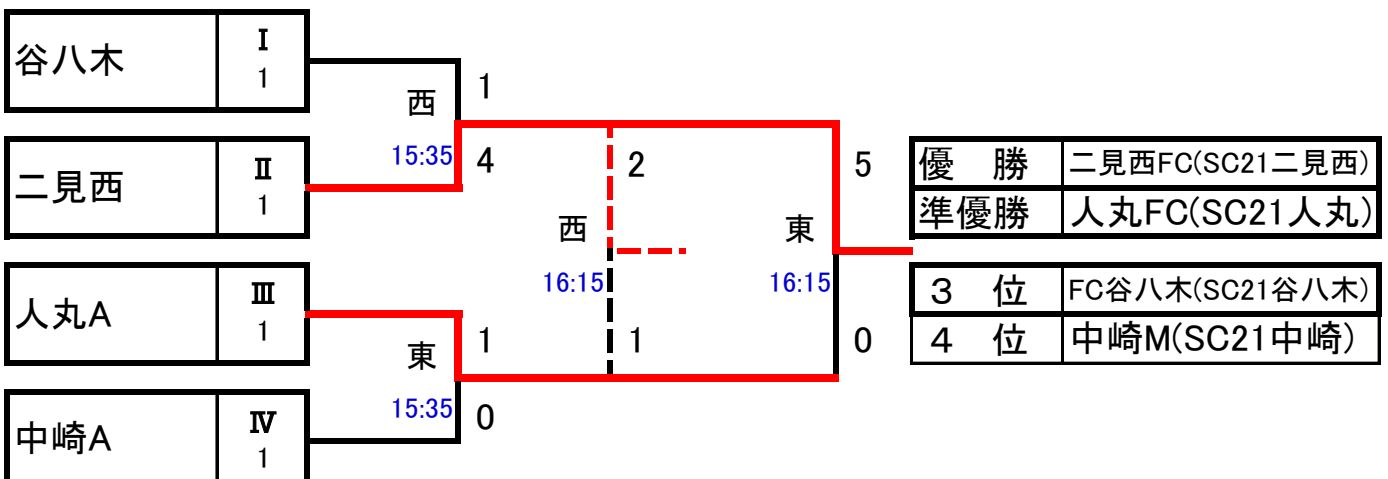 谷八木 Ⅰ 1
二見西 Ⅱ 1
人丸A Ⅲ 1
中崎A Ⅳ 1
西 1
15:35 4
東 1
15:35 0
西 2
16:15 1
東 5
16:15 0
優 勝 二見西FC(SC21二見西)
準優勝 人丸FC(SC21人丸)
３ 位 FC谷八木(SC21谷八木)
４ 位 中崎M(SC21中崎)